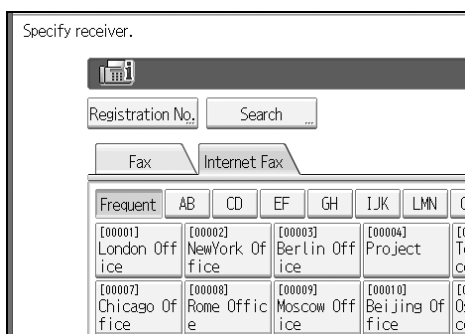 Specify receiver.
Registration No. Search
Fax Internet Fax
Frequent AB CD EF GH IJK LMN
[00001] [00002] [00003] [00004]
London Off NewYork Of Berlin Off Project
ice ffice ice
[00007] [00008] [00009] [00010]
Chicago Of Rome Offic Moscow Off Beijing Of
fice e ice fice